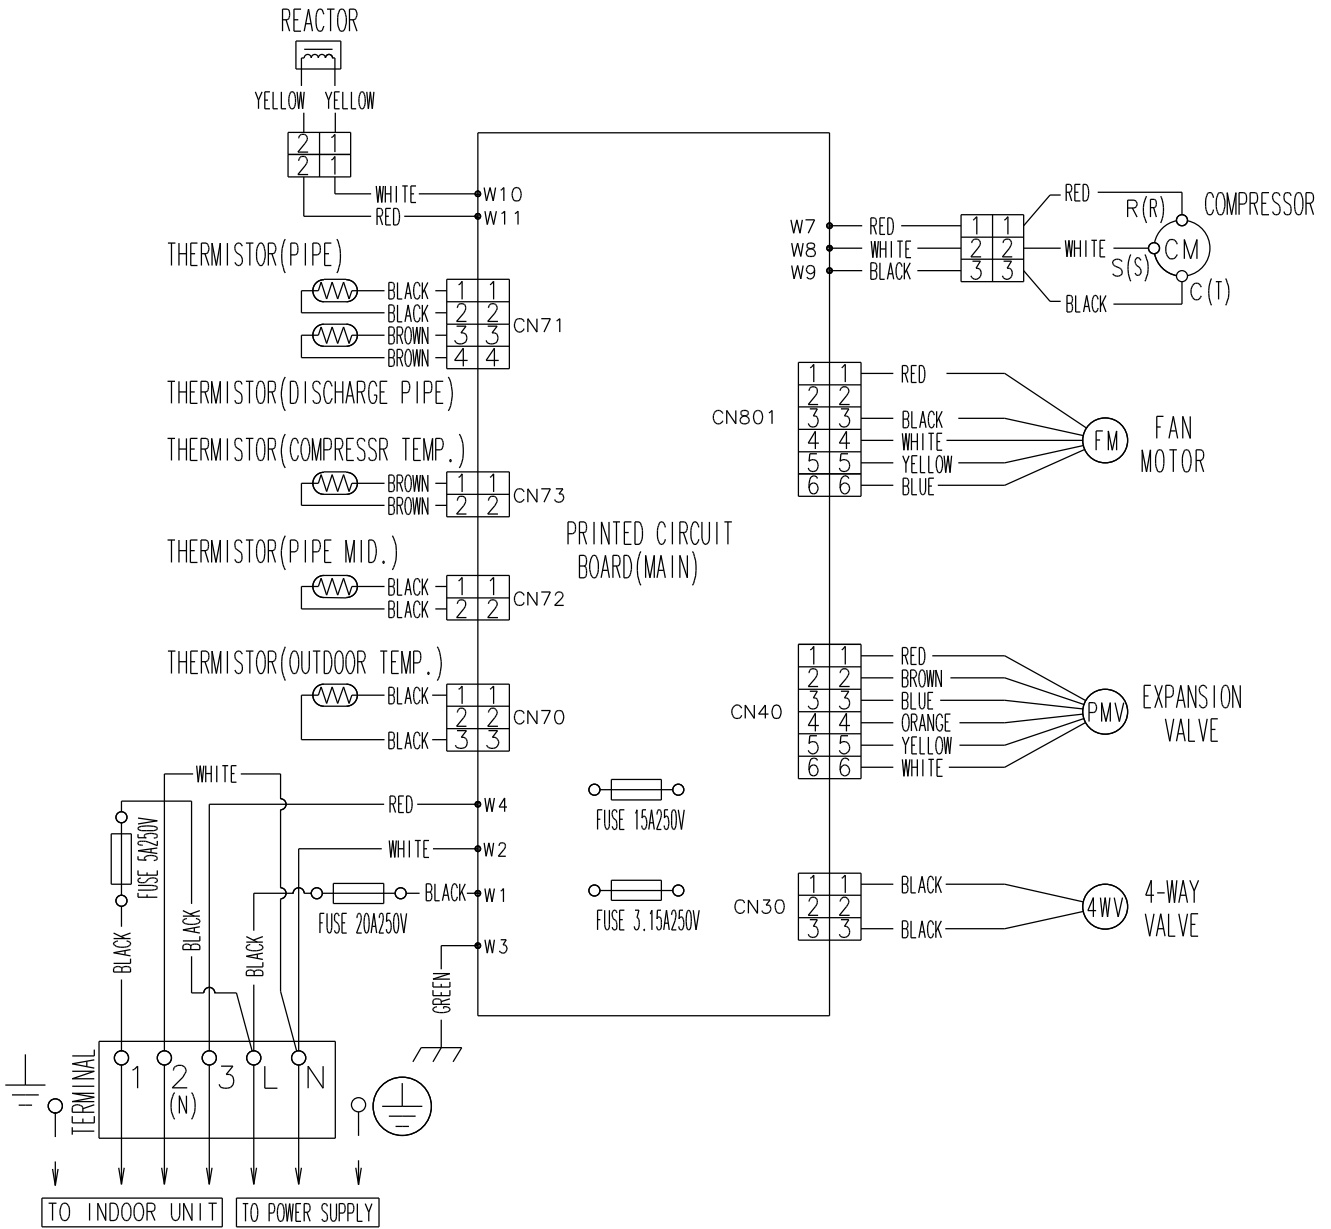 REACTOR
YELLOW YELLOW
2 1
2 1
WHITE W10
RED W11
THERMISTOR(PIPE)
BLACK 1 1
BLACK 2 2
BROWN 3 3
BROWN 4 4
CN71
THERMISTOR(DISCHARGE PIPE)
THERMISTOR(COMPRESSR TEMP.)
BROWN 1 1
BROWN 2 2
CN73
THERMISTOR(PIPE MID.)
BLACK 1 1
BLACK 2 2
CN72
THERMISTOR(OUTDOOR TEMP.)
BLACK 1 1
2 2
BLACK 3 3
CN70
PRINTED CIRCUIT
BOARD(MAIN)
FUSE 15A250V
FUSE 3.15A250V
W7 RED 1 1 RED R(R)
W8 WHITE 2 2 WHITE S(S)
W9 BLACK 3 3 BLACK C(T)
CM
COMPRESSOR
CN801
1 1 RED
2 2
3 3 BLACK
4 4 WHITE
5 5 YELLOW
6 6 BLUE
FM
FAN
MOTOR
CN40
1 1 RED
2 2 BROWN
3 3 BLUE
4 4 ORANGE
5 5 YELLOW
6 6 WHITE
PMV
EXPANSION
VALVE
CN30
1 1 BLACK
2 2
3 3 BLACK
4WV
4-WAY
VALVE
WHITE
RED W4
WHITE W2
BLACK W1
FUSE 20A250V
W3
GREEN
FUSE 5A250V
BLACK
BLACK
BLACK
TERMINAL
1 2 3 L N
(N)
TO INDOOR UNIT
TO POWER SUPPLY